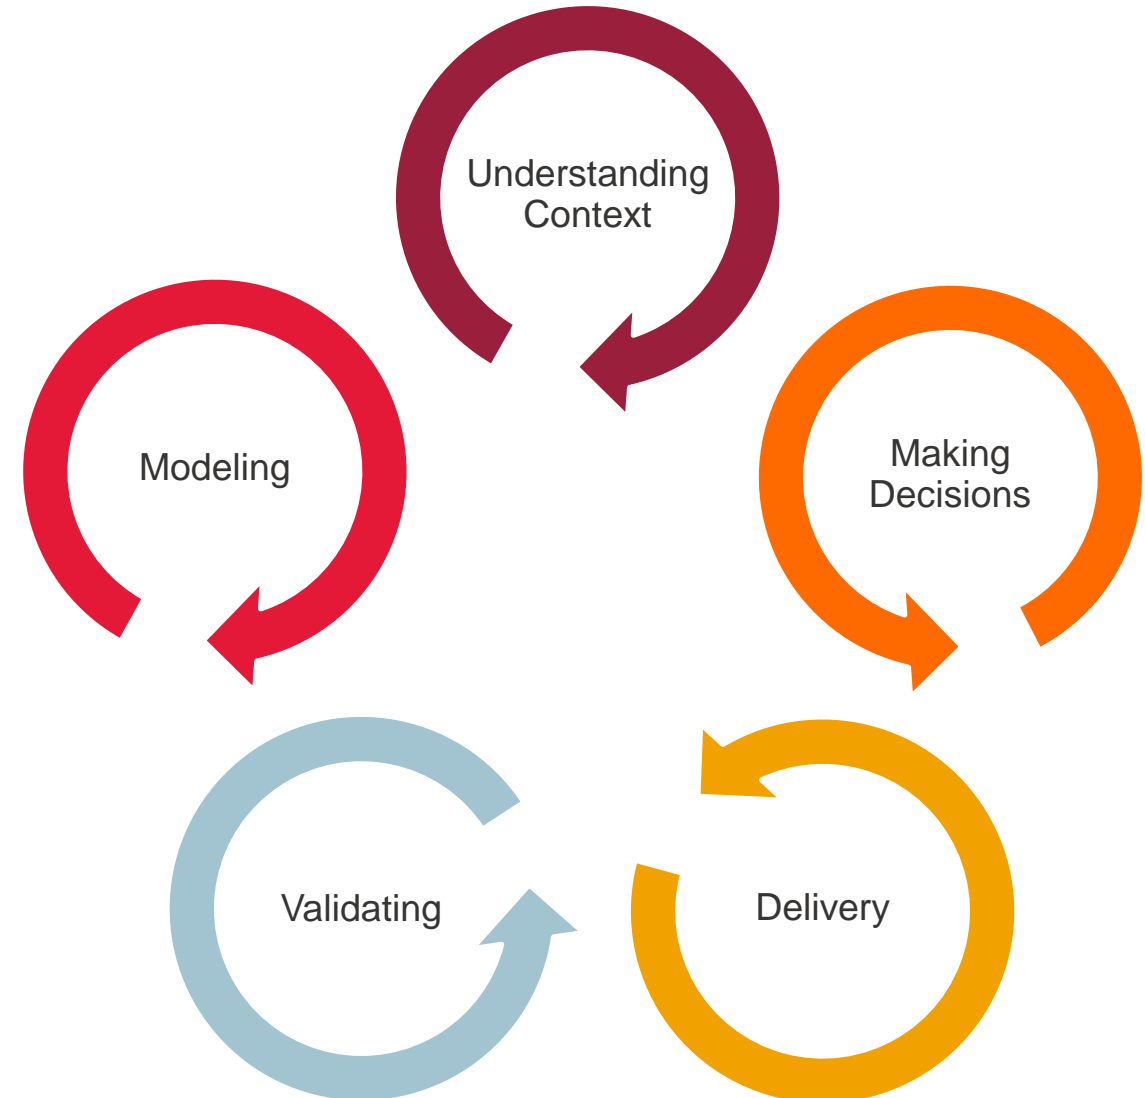 Understanding
Context
Modeling
Making
Decisions
Validating
Delivery